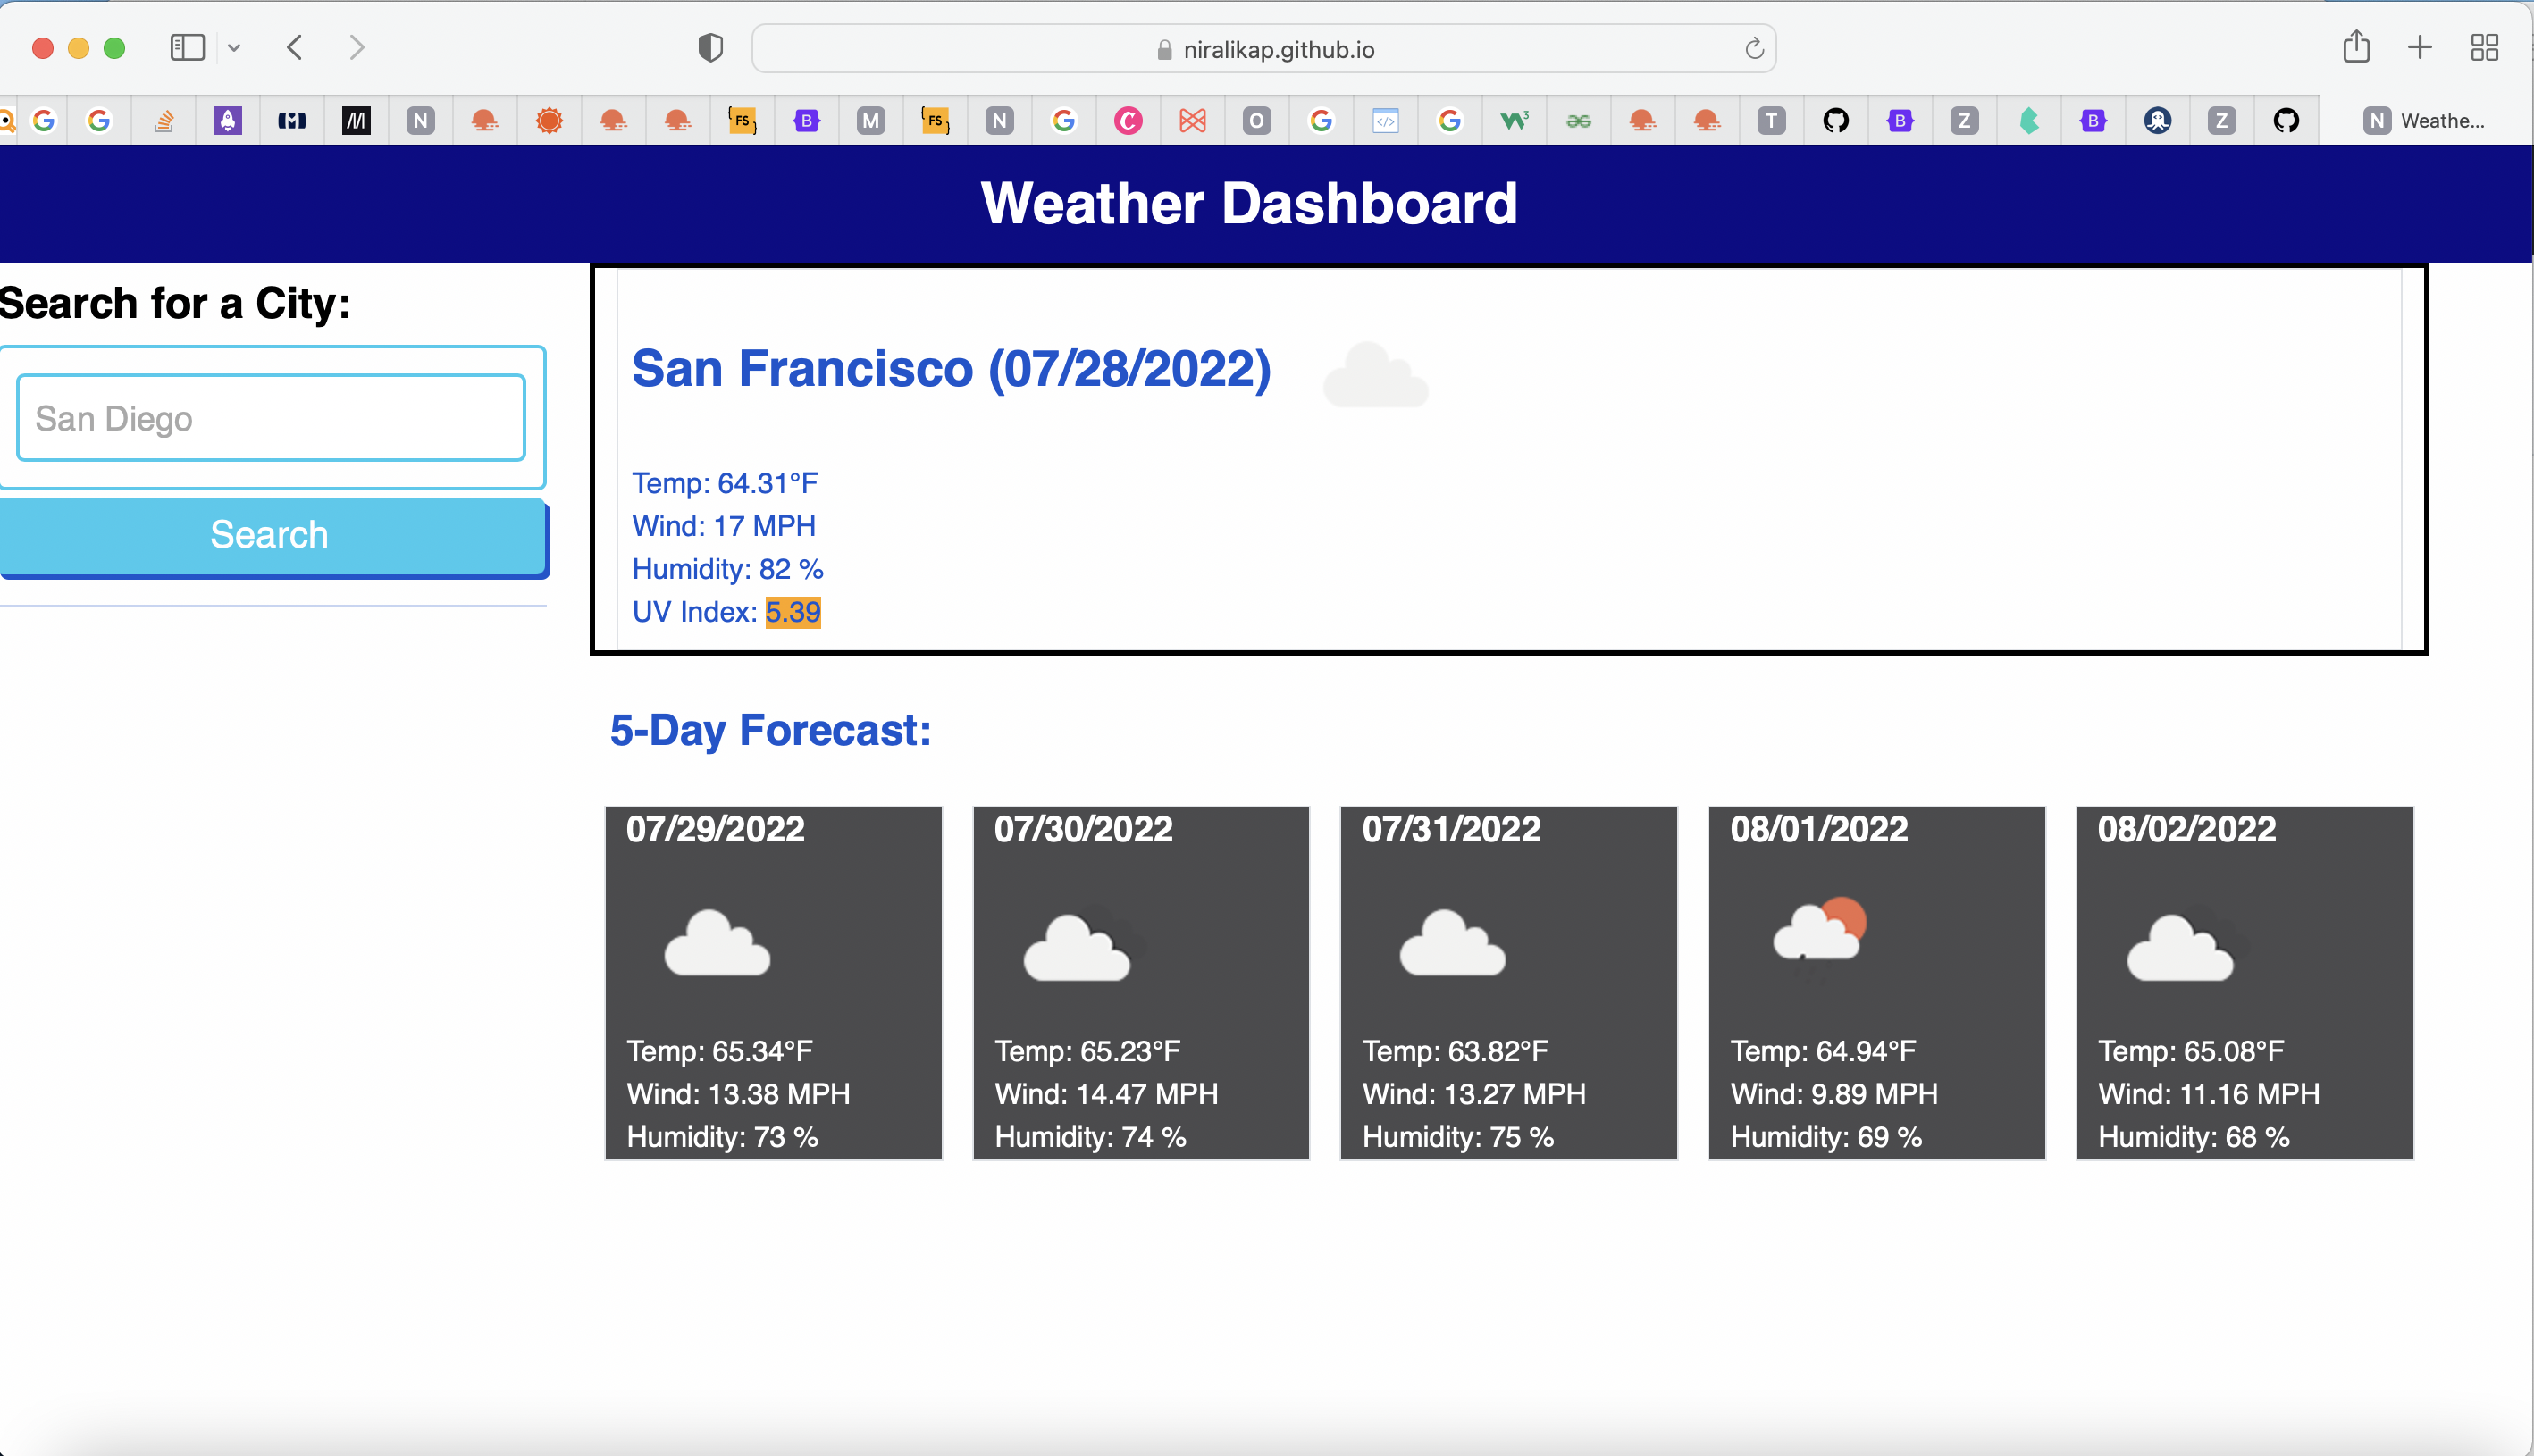 niralikap.github.io
N FS B M FS N C O G W3 T B Z B Z N Weathe...
Weather Dashboard
Search for a City:
San Diego
Search
San Francisco (07/28/2022)
Temp: 64.31°F
Wind: 17 MPH
Humidity: 82 %
UV Index: 5.39
5-Day Forecast:
07/29/2022 07/30/2022 07/31/2022 08/01/2022 08/02/2022
Temp: 65.34°F Temp: 65.23°F Temp: 63.82°F Temp: 64.94°F Temp: 65.08°F
Wind: 13.38 MPH Wind: 14.47 MPH Wind: 13.27 MPH Wind: 9.89 MPH Wind: 11.16 MPH
Humidity: 73 % Humidity: 74 % Humidity: 75 % Humidity: 69 % Humidity: 68 %